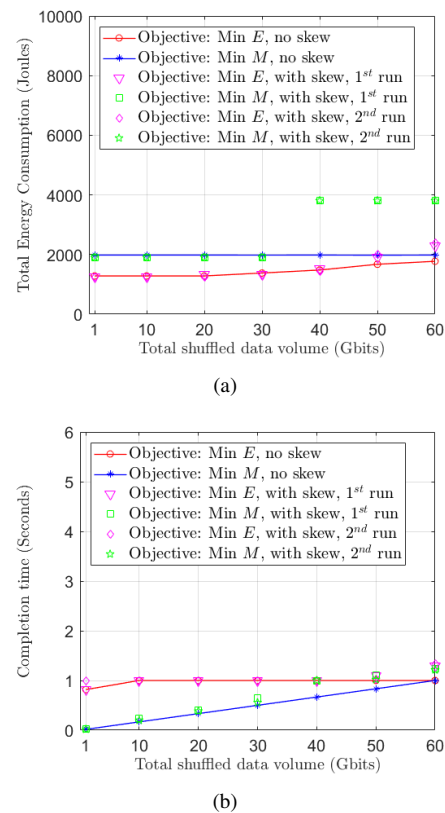 10000
8000
6000
4000
2000
0
Total Energy Consumption (Joules)
Objective: Min E, no skew
Objective: Min M, no skew
Objective: Min E, with skew, 1st run
Objective: Min M, with skew, 1st run
Objective: Min E, with skew, 2nd run
Objective: Min M, with skew, 2nd run
1 10 20 30 40 50 60
Total shuffled data volume (Gbits)
(a)
6
5
4
3
2
1
0
Completion time (Seconds)
Objective: Min E, no skew
Objective: Min M, no skew
Objective: Min E, with skew, 1st run
Objective: Min M, with skew, 1st run
Objective: Min E, with skew, 2nd run
Objective: Min M, with skew, 2nd run
1 10 20 30 40 50 60
Total shuffled data volume (Gbits)
(b)